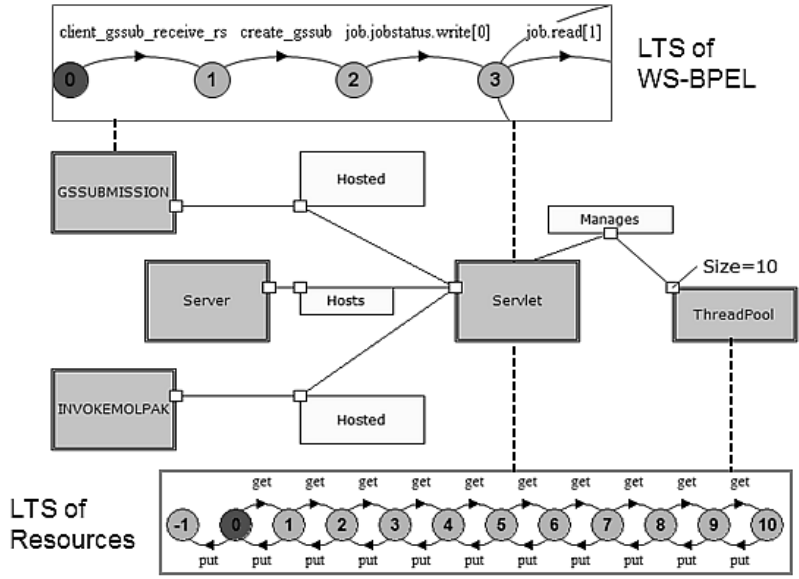 client_gssub_receive_rs create_gssub job.jobstatus.write[0] job.read[1]
0 1 2 3
LTS of
WS-BPEL
GSSUBMISSION
Hosted
Manages
Size=10
Server
Hosts
Servlet
ThreadPool
INVOKEMOLPAK
Hosted
LTS of
Resources
get get get get get get get get get get
-1 0 1 2 3 4 5 6 7 8 9 10
put put put put put put put put put put put